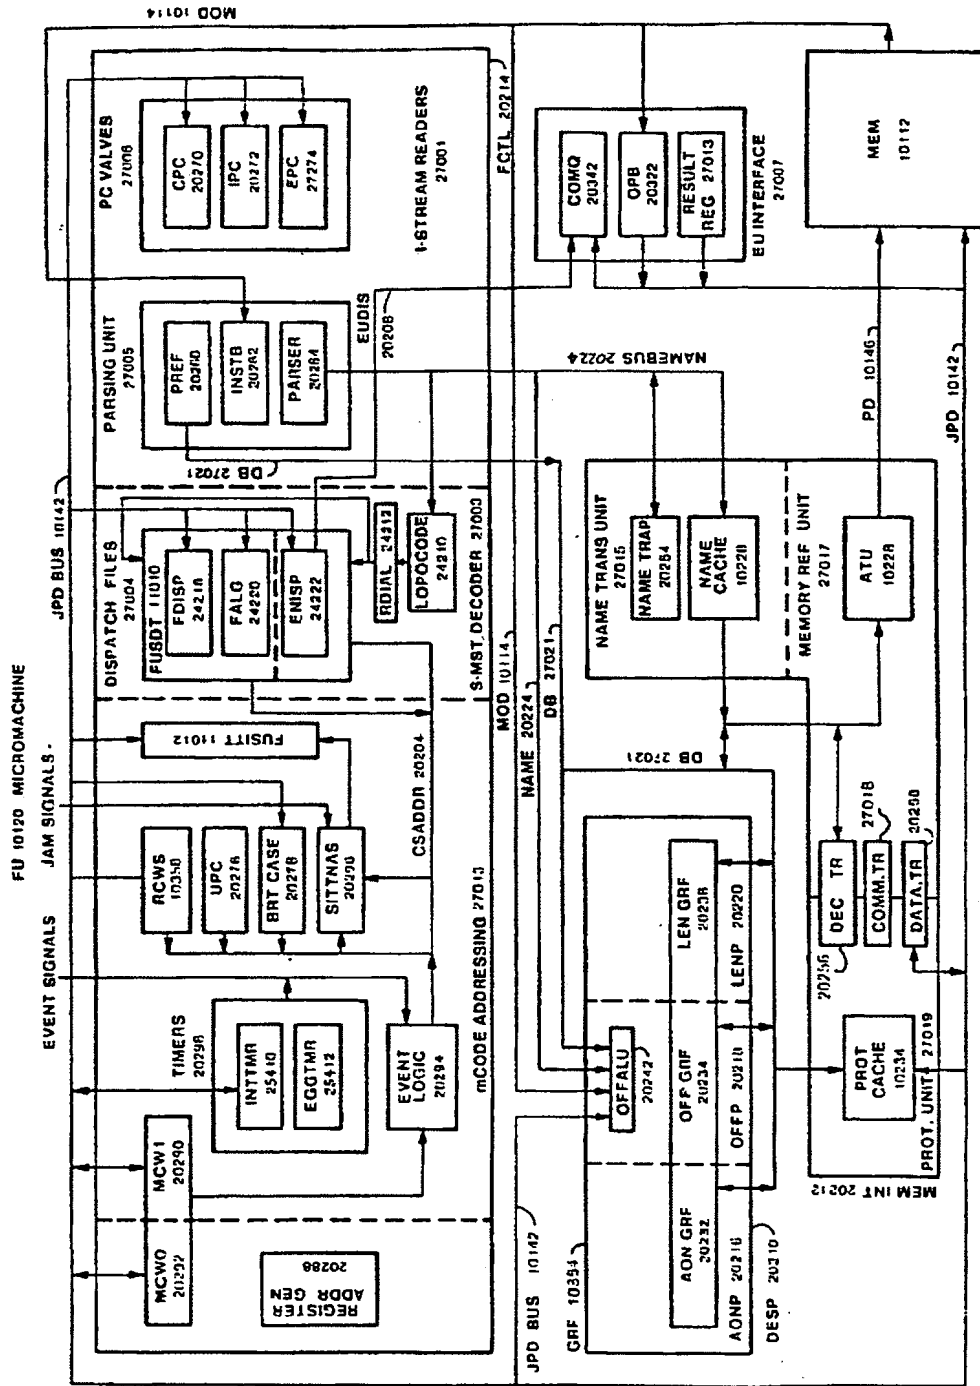 FU 10120 MICROMACHINE
EVENT SIGNALS
JAM SIGNALS -
JPD BUS 10142
MOD 10114
MCW0
20292
MCW1
20290
REGISTER
ADDR GEN
20288
TIMERS
20296
INTTMR
25410
EGGTMR
25412
EVENT
LOGIC
20294
mCODE ADDRESSING 27013
RCWS
10358
UPC
20276
BRT CASE
20278
SITTNAS
FUSITT 11012
CSADDR 20204
DISPATCH FILES
27004
FUSDT 11010
FDISP
24218
FALG
24220
ENISP
24222
RDIAL 24212
LOPOCODE
24210
S-MST. DECODER 27003
DB 27021
PARSING UNIT
27005
PREF
20260
INSTB
20262
PARSER
20264
EUDIS
20206
PC VALVES
27006
CPC
20270
IPC
20272
EPC
27274
I-STREAM READERS
27001
FCTL 20214
JPD BUS 10142
MOD 10114
NAME 20224
DB 27021
NAMEBUS 20224
COMQ
20342
OPB
20322
RESULT
REG 27013
EU INTERFACE
27007
MEM
10112
PD 10146
JPD 10142
GRF 10354
OFFALU
20242
AON GRF
20232
OFF GRF
20234
LEN GRF
20236
AONP 20216
OFFP 20218
LENP 20220
DESP 20210
DB 27021
NAME TRANS UNIT
27015
NAME TRAP
20254
NAME
CACHE
10226
MEMORY REF UNIT
27017
ATU
10228
DEC TR
20256
COMM.TR
27018
DATA.TR
PROT
CACHE
10234
PROT. UNIT4 27019
MEM INT 20212